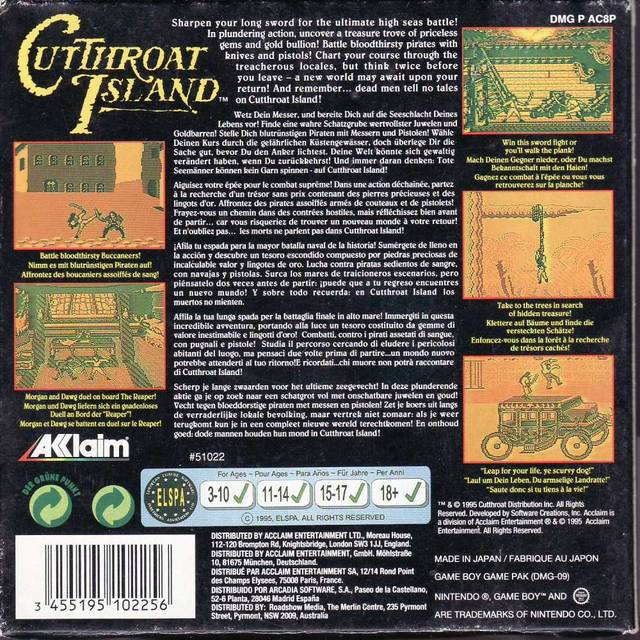 DMG P AC8P
CUTTHROAT
ISLAND™
Sharpen your long sword for the ultimate high seas battle!
In plundering action, uncover a treasure trove of priceless
gems and gold bullion! Battle bloodthirsty pirates with
knives and pistols! Chart your course through the
treacherous locales, but think twice before
you leave – a new world may await upon your
return! And remember... dead men tell no tales
on Cutthroat Island!
Wetz Dein Messer, und bereite Dich auf die Seeschlacht Deines
Lebens vor! Finde eine wahre Schatzgrube wertvollster Juwelen und
Goldbarren! Stelle Dich blutrünstigen Piraten mit Messern und Pistolen! Wähle
Deinen Kurs durch die gefährlichen Küstengewässer, doch überlege Dir die
Sache gut, bevor Du den Anker lichtest. Deine Welt könnte sich gewaltig
verändert haben, wenn Du zurückkehrst! Und immer daran denken: Tote
Seemänner können kein Garn spinnen - auf Cutthroat Island!
Aiguisez votre épée pour le combat suprême! Dans une action déchaînée, partez
à la recherche d'un trésor sans prix contenant des pierres précieuses et des
lingots d'or. Affrontez des pirates assoiffés armés de couteaux et de pistolets!
Frayez-vous un chemin dans des contrées hostiles, mais réfléchissez bien avant
de partir... car vous risqueriez de trouver un nouveau monde à votre retour!
Et n'oubliez pas... les morts ne parlent pas dans Cutthroat Island!
¡Afila tu espada para la mayor batalla naval de la historia! Sumérgete de lleno en
la acción y descubre un tesoro escondido compuesto por piedras preciosas de
incalculable valor y lingotes de oro. Lucha contra piratas sedientos de sangre,
con navajas y pistolas. Surca los mares de traicioneros escenarios, pero
piénsatelo dos veces antes de partir: ¡puede que a tu regreso encuentres
un nuevo mundo! Y sobre todo recuerda: en Cutthroat Island los
muertos no mienten.
Affila la tua lunga spada per la battaglia finale in alto mare! Immergiti in questa
incredibile avventura, portando alla luce un tesoro costituito da gemme di
valore inestimabile e lingotti d'oro! Combatti, contro i pirati assetati di sangue,
con pugnali e pistole! Studia il percorso cercando di eludere i pericolosi
abitanti del luogo, ma pensaci due volte prima di partire...un mondo nuovo
potrebbe attenderti al tuo ritorno!E ricordati...chi muore non potrà raccontare
di Cutthroat Island!
Scherp je lange zwaarden voor het ultieme zeegevecht! In deze plunderende
aktie ga je op zoek naar een schatgrot vol met onschatbare juwelen en goud!
Vecht tegen bloeddorstige piraten met messen en pistolen! Zet je koers uit langs
de verraderlijke lokale bevolking, maar vertrek niet zomaar: als je weer
terugkomt kun je in een compleet nieuwe wereld terechtkomen! En onthoud
goed: dode mannen houden hun mond in Cutthroat Island!
Battle bloodthirsty Buccaneers!
Nimm es mit blutrünstigen Piraten auf!
Affrontez des boucaniers assoiffés de sang!
Morgan and Dawg duel on board The Reaper!
Morgan und Dawg liefern sich ein gnadenloses
Duell an Bord der "Reaper"!
Morgan et Dawg se battent en duel sur le Reaper!
Win this sword fight or
you'll walk the plank!
Mach Deinen Gegner nieder, oder Du machst
Bekanntschaft mit den Haien!
Gagnez ce combat à l'épée ou vous vous
retrouverez sur la planche!
Take to the trees in search
of hidden treasure!
Klettere auf Bäume und finde die
versteckten Schätze!
Enfoncez-vous dans la forêt à la recherche
de trésors cachés!
"Leap for your life, ye scurvy dog!"
"Lauf um Dein Leben, Du armselige Landratte!"
"Saute donc si tu tiens à la vie!"
AKKlaim
#51022
DER GRÜNE PUNKT
ELSPA
For Ages – Pour Ages – Para Años – Für Jahre – Per Anni
3-10 ✓ 11-14 ✓ 15-17 ✓ 18+ ✓
© 1995, ELSPA. ALL RIGHTS RESERVED
DISTRIBUTED BY ACCLAIM ENTERTAINMENT LTD., Moreau House,
112-120 Brompton Rd, Knightsbridge, London SW3 1JJ, England.
DISTRIBUTED BY ACCLAIM ENTERTAINMENT, GmbH. Möhlstraße
10, 81675 München, Deutschland.
DISTRIBUÉ PAR ACCLAIM ENTERTAINMENT SA, 12/14 Rond Point
des Champs Elysees, 75008 Paris, France.
DISTRIBUIDO POR ARCADIA SOFTWARE, S.A., Paseo de la Castellano,
52-6 Planta, 28046 Madrid España
DISTRIBUTED BY: Roadshow Media, The Merlin Centre, 235 Pyrmont
Street, Pyrmont, NSW 2009, Australia
™ & © 1995 Cutthroat Distribution Inc. All Rights
Reserved. Developed by Software Creations, Inc. Acclaim is
a division of Acclaim Entertainment ® & © 1995 Acclaim
Entertainment. All Rights Reserved.
MADE IN JAPAN / FABRIQUE AU JAPON
GAME BOY GAME PAK (DMG-09)
NINTENDO ®, GAME BOY™ AND
ARE TRADEMARKS OF NINTENDO CO., LTD.
3 455195 102256